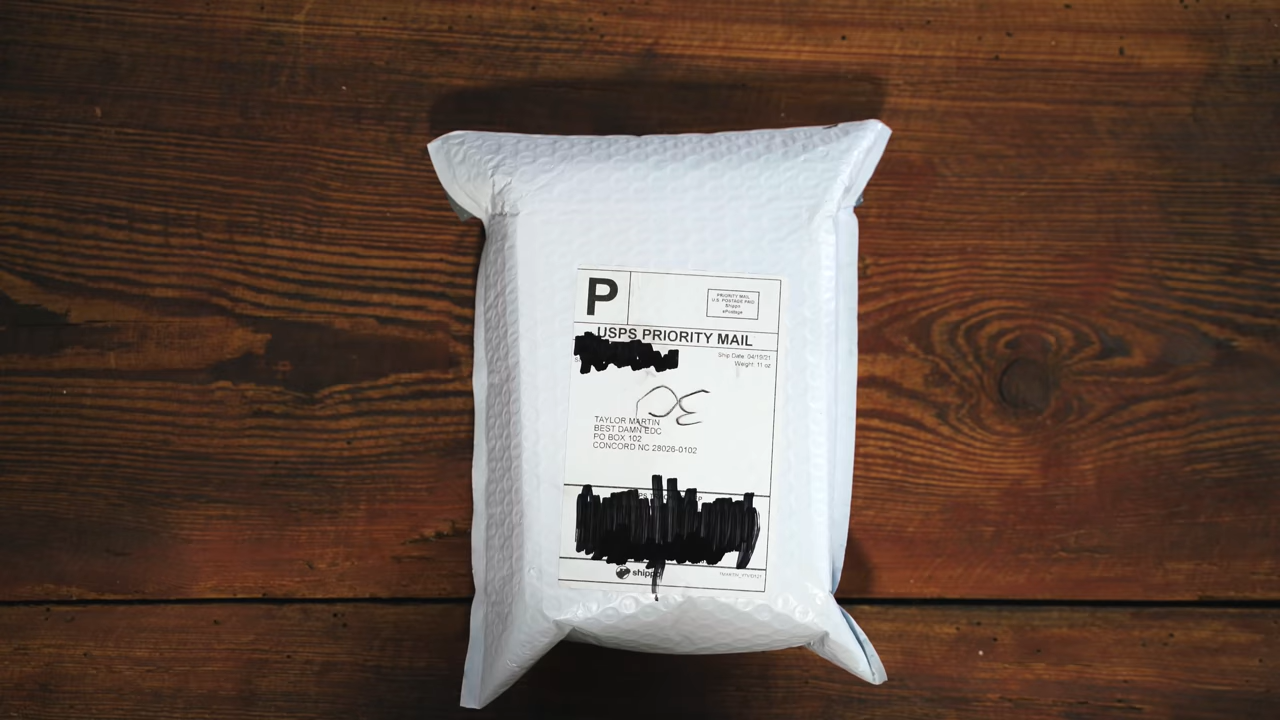 P
PRIORITY MAIL
U.S. POSTAGE PAID
Shippo
ePostage
USPS PRIORITY MAIL
Ship Date: 04/19/21
Weight: 11 oz
TAYLOR MARTIN
BEST DAMN EDC
PO BOX 102
CONCORD NC 28026-0102
shippo